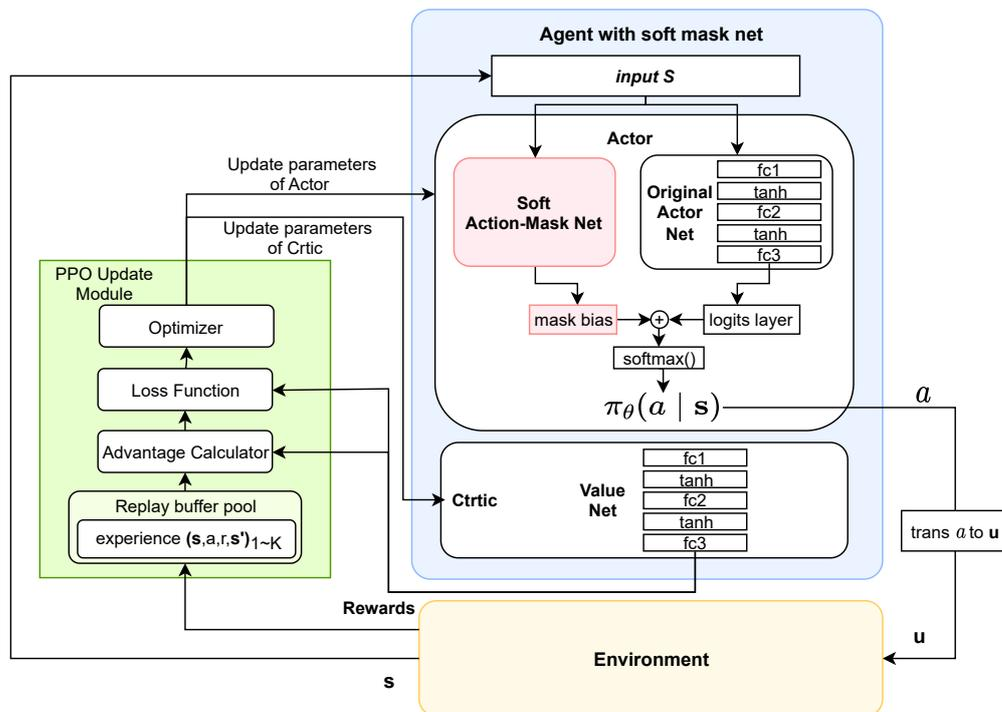 Agent with soft mask net
input S
Actor
Soft
Action-Mask Net
Original
Actor
Net
fc1
tanh
fc2
tanh
fc3
mask bias
+
logits layer
softmax()
πθ(a | s)
a
Update parameters
of Actor
Update parameters
of Crtic
PPO Update
Module
Optimizer
Loss Function
Advantage Calculator
Replay buffer pool
experience (s,a,r,s')1~K
Ctrtic
Value
Net
fc1
tanh
fc2
tanh
fc3
trans a to u
Rewards
u
Environment
s